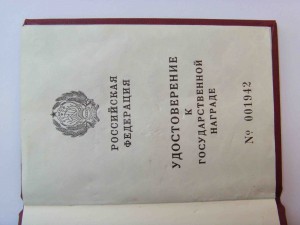 РОССИЙСКАЯ
ФЕДЕРАЦИЯ
УДОСТОВЕРЕНИЕ
К
ГОСУДАРСТВЕННОЙ
НАГРАДЕ
№ 001942